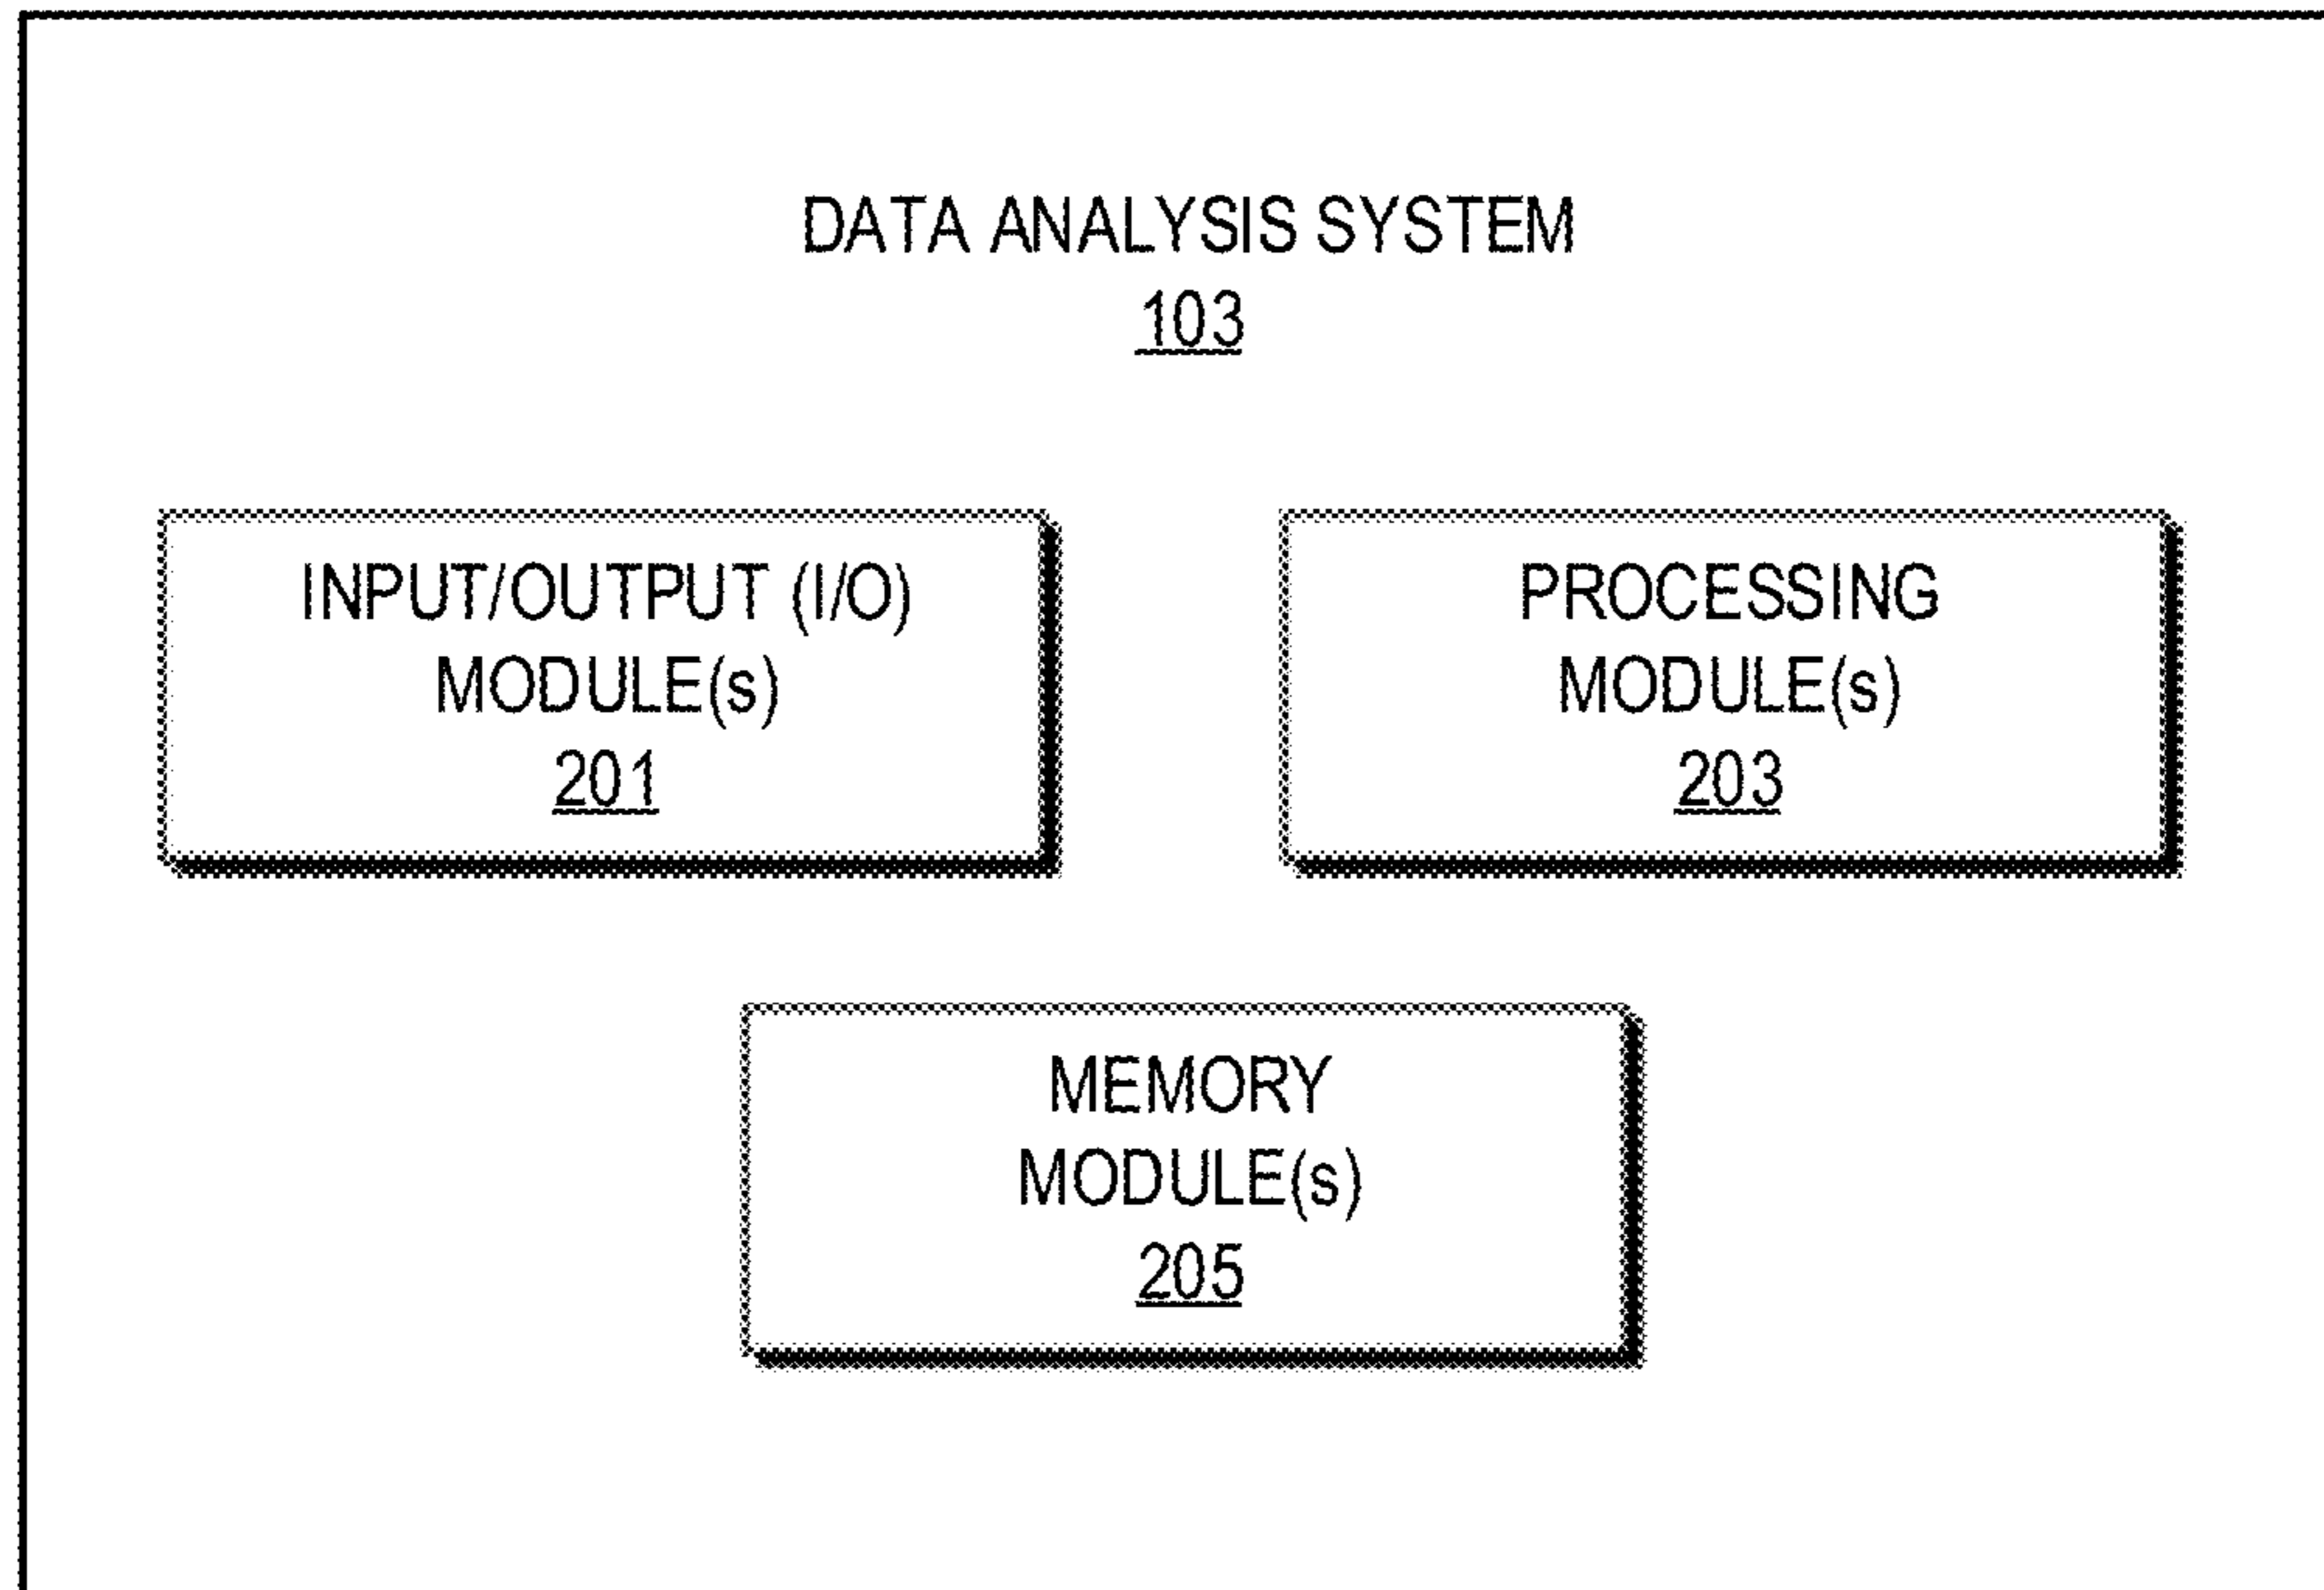 DATA ANALYSIS SYSTEM
103
INPUT/OUTPUT (I/O)
MODULE(s)
201
PROCESSING
MODULE(s)
203
MEMORY
MODULE(s)
205